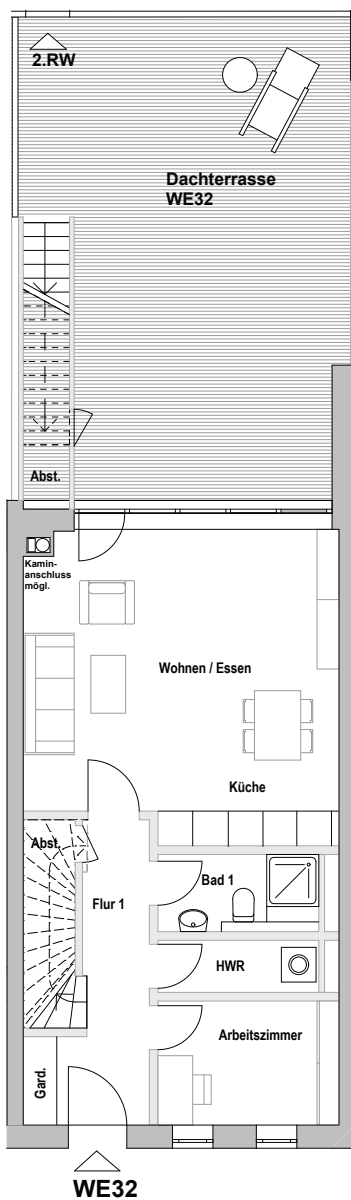 2.RW
Dachterrasse
WE32
Abst.
Kamin-
anschluss
mögl.
Wohnen / Essen
Küche
Abst.
Bad 1
Flur 1
HWR
Arbeitszimmer
Gard.
WE32